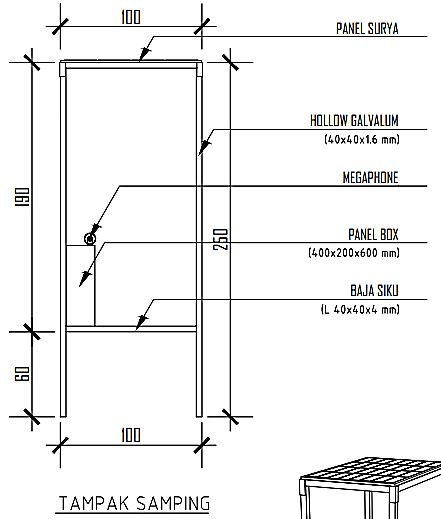 100
PANEL SURYA
HOLLOW GALVALUM
(40x40x1.6 mm)
MEGAPHONE
190
250
PANEL BOX
(400x200x600 mm)
BAJA SIKU
(L 40x40x4 mm)
60
100
TAMPAK SAMPING